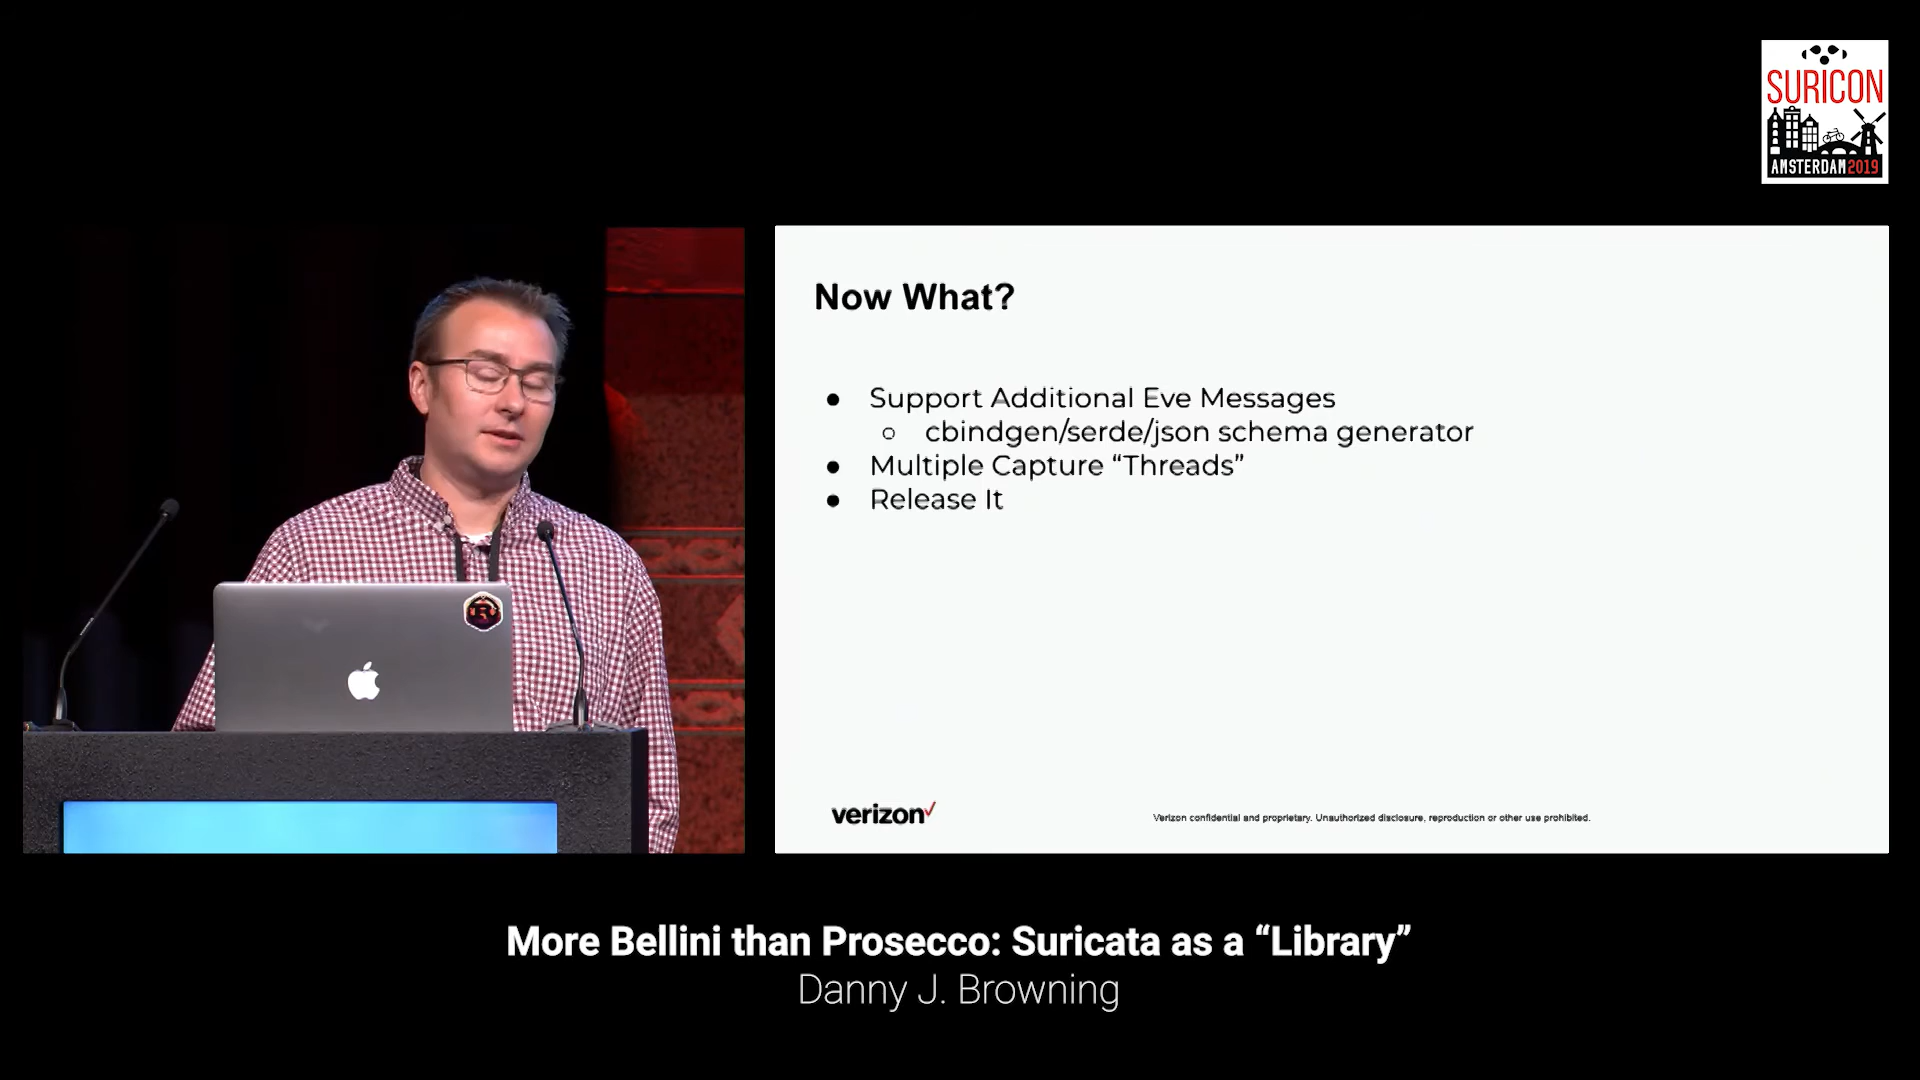 SURICON
AMSTERDAM 2019
Now What?
● Support Additional Eve Messages
○ cbindgen/serde/json schema generator
● Multiple Capture “Threads”
● Release It
verizon✓
Verizon confidential and proprietary. Unauthorized disclosure, reproduction or other use prohibited.
More Bellini than Prosecco: Suricata as a “Library”
Danny J. Browning